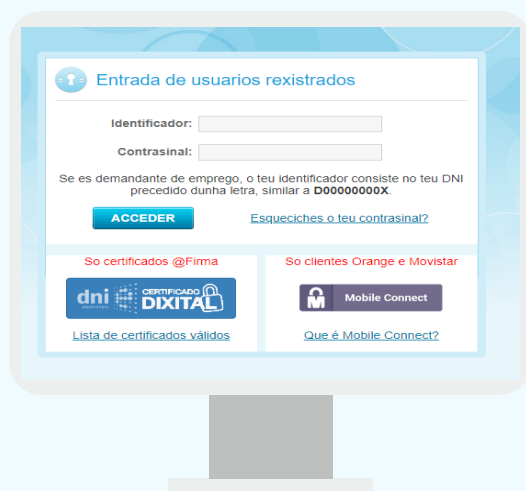 Entrada de usuarios rexistrados
Identificador:
Contrasinal:
Se es demandante de emprego, o teu identificador consiste no teu DNI
precedido dunha letra, similar a D00000000X.
ACCEDER
Esqueciches o teu contrasinal?
So certificados @Firma
So clientes Orange e Movistar
dni
CERTIFICADO
DIXITAL
Mobile Connect
Lista de certificados válidos
Que é Mobile Connect?